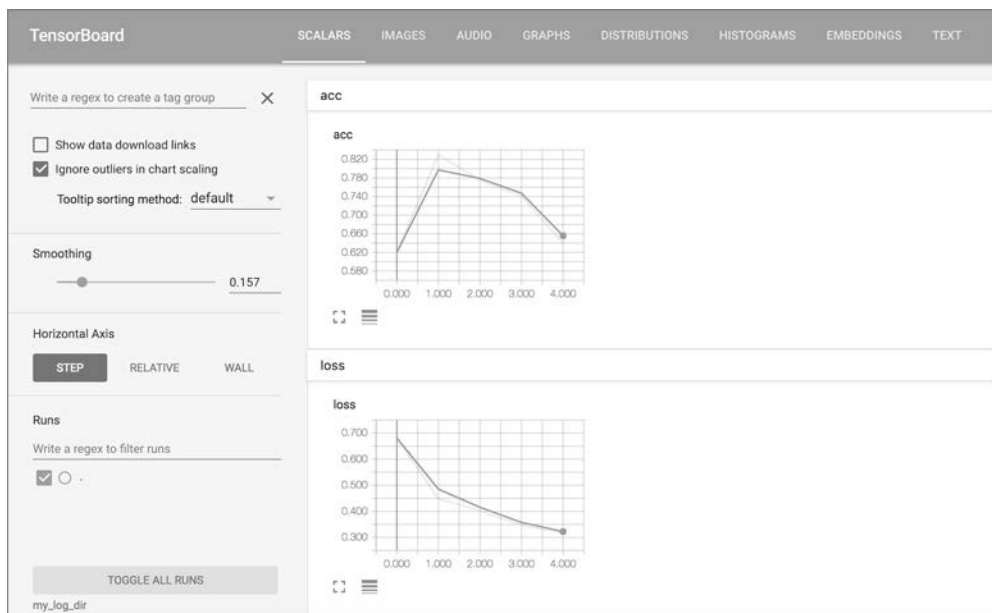 TensorBoard SCALARS IMAGES AUDIO GRAPHS DISTRIBUTIONS HISTOGRAMS EMBEDDINGS TEXT
Write a regex to create a tag group
Show data download links
Ignore outliers in chart scaling
Tooltip sorting method: default
Smoothing
0.157
Horizontal Axis
STEP RELATIVE WALL
Runs
Write a regex to filter runs
.
TOGGLE ALL RUNS
my_log_dir
acc
acc
0.820
0.780
0.740
0.700
0.660
0.620
0.580
0.000 1.000 2.000 3.000 4.000
loss
loss
0.700
0.600
0.500
0.400
0.300
0.000 1.000 2.000 3.000 4.000